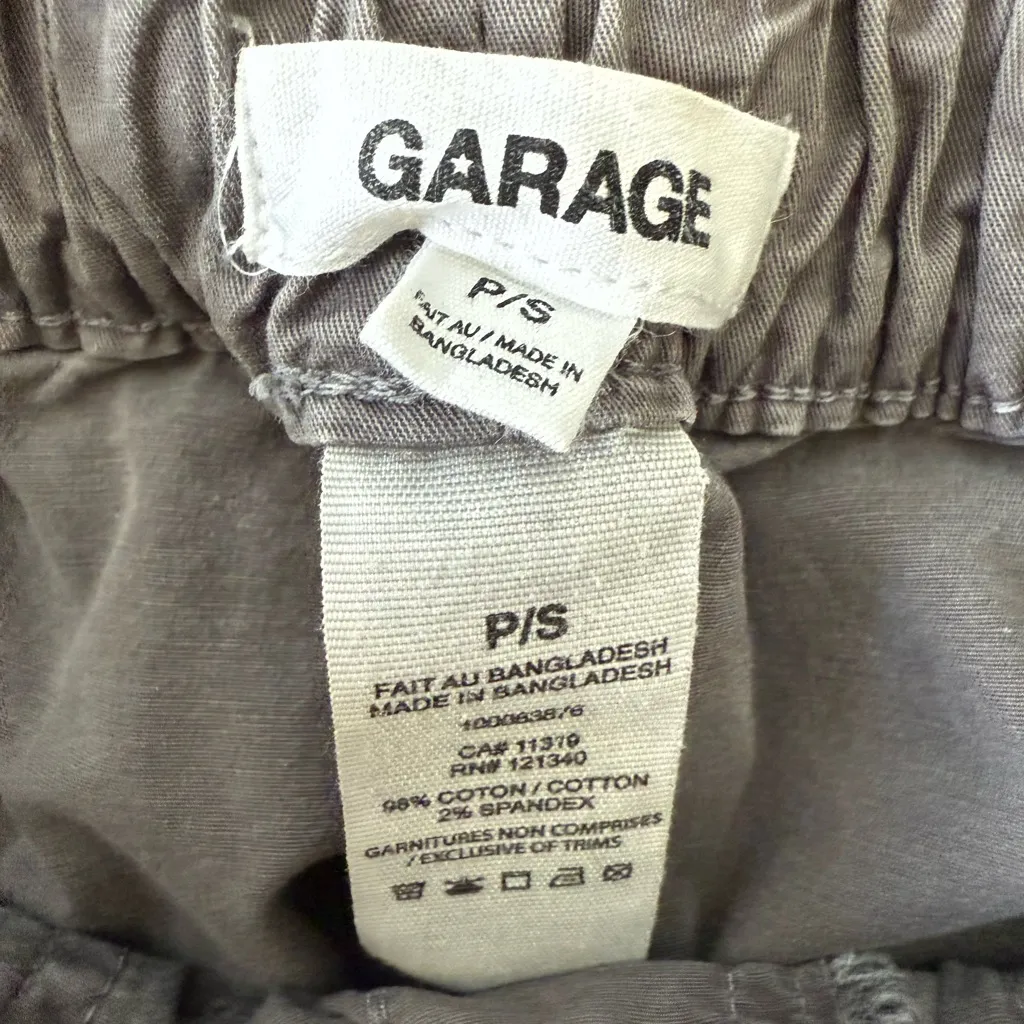 GARAGE
P/S
FAIT AU / MADE IN
BANGLADESH
P/S
FAIT AU BANGLADESH
MADE IN BANGLADESH
CA# 11379
RN# 121340
98% COTON / COTTON
2% SPANDEX
GARNITURES NON COMPRISES
/ EXCLUSIVE OF TRIMS